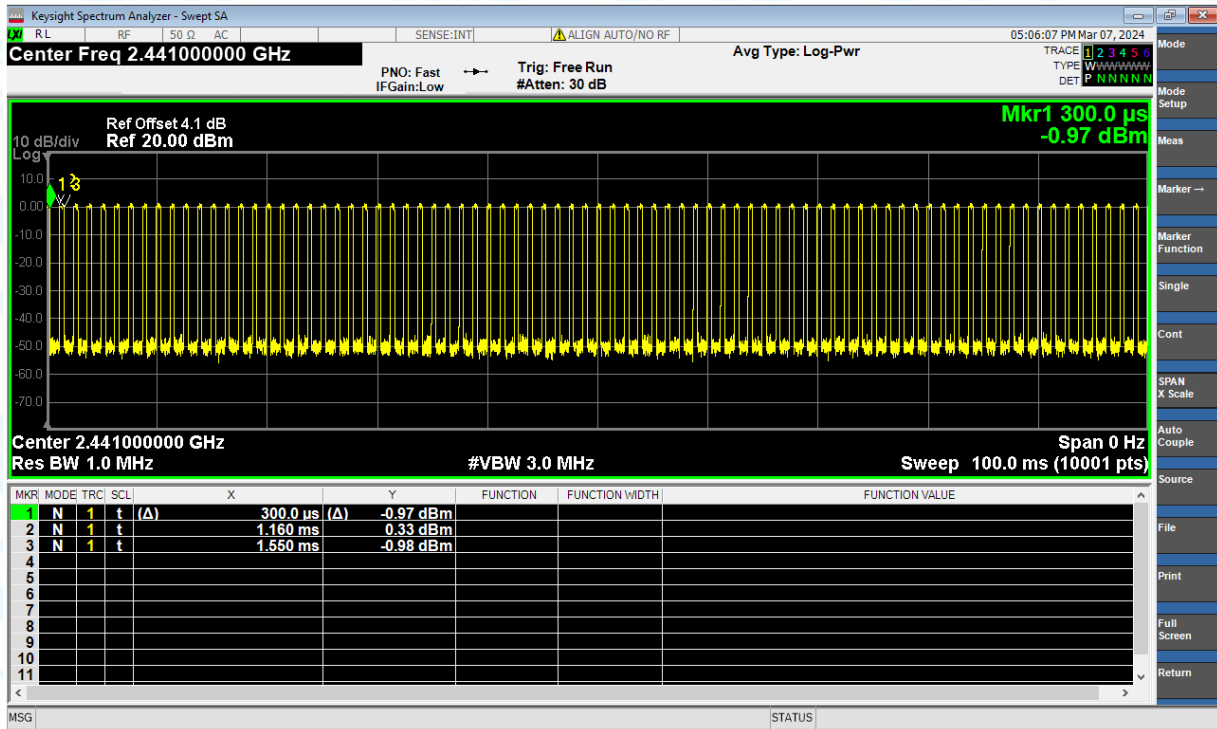 Keysight Spectrum Analyzer - Swept SA
LXI RL RF 50 Ω AC SENSE:INT ALIGN AUTO/NO RF 05:06:07 PM Mar 07, 2024
Center Freq 2.441000000 GHz Avg Type: Log-Pwr TRACE 1 2 3 4 5 6
PNO: Fast Trig: Free Run TYPE WWWWWW
IFGain:Low #Atten: 30 dB DET P N N N N N
Mkr1 300.0 µs
-0.97 dBm
Ref Offset 4.1 dB
10 dB/div Ref 20.00 dBm
Log
10.0
1 3
0.00
-10.0
-20.0
-30.0
-40.0
-50.0
-60.0
-70.0
Center 2.441000000 GHz Span 0 Hz
Res BW 1.0 MHz #VBW 3.0 MHz Sweep 100.0 ms (10001 pts)
MKR MODE TRC SCL X Y FUNCTION FUNCTION WIDTH FUNCTION VALUE
1 N 1 t (Δ) 300.0 µs (Δ) -0.97 dBm
2 N 1 t 1.160 ms 0.33 dBm
3 N 1 t 1.550 ms -0.98 dBm
4
5
6
7
8
9
10
11
MSG STATUS
Mode
Mode
Setup
Meas
Marker →
Marker
Function
Single
Cont
SPAN
X Scale
Auto
Couple
Source
File
Print
Full
Screen
Return